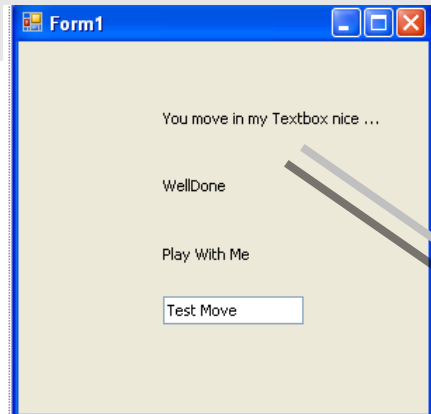 Form1
You move in my Textbox nice ...
WellDone
Play With Me
Test Move